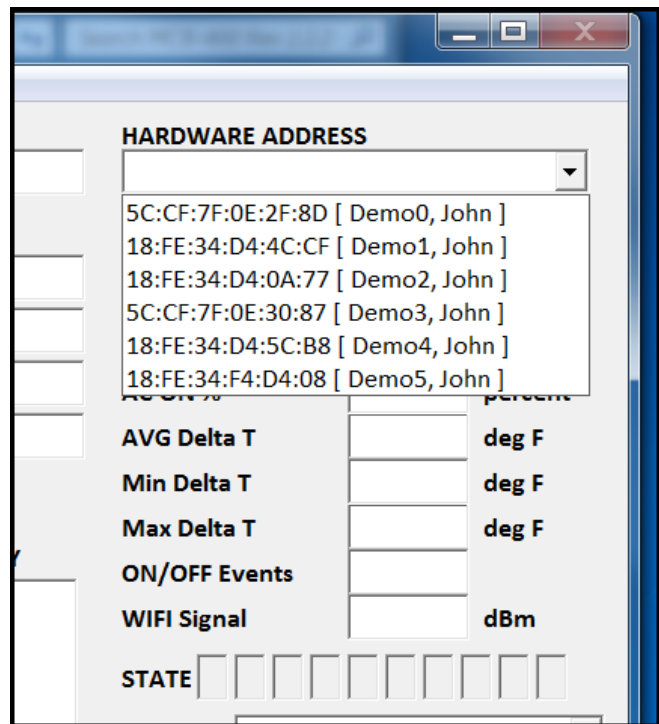 HARDWARE ADDRESS
5C:CF:7F:0E:2F:8D [ Demo0, John ]
18:FE:34:D4:4C:CF [ Demo1, John ]
18:FE:34:D4:0A:77 [ Demo2, John ]
5C:CF:7F:0E:30:87 [ Demo3, John ]
18:FE:34:D4:5C:B8 [ Demo4, John ]
18:FE:34:F4:D4:08 [ Demo5, John ]
AC ON % percent
AVG Delta T deg F
Min Delta T deg F
Max Delta T deg F
Y
ON/OFF Events
WIFI Signal dBm
STATE